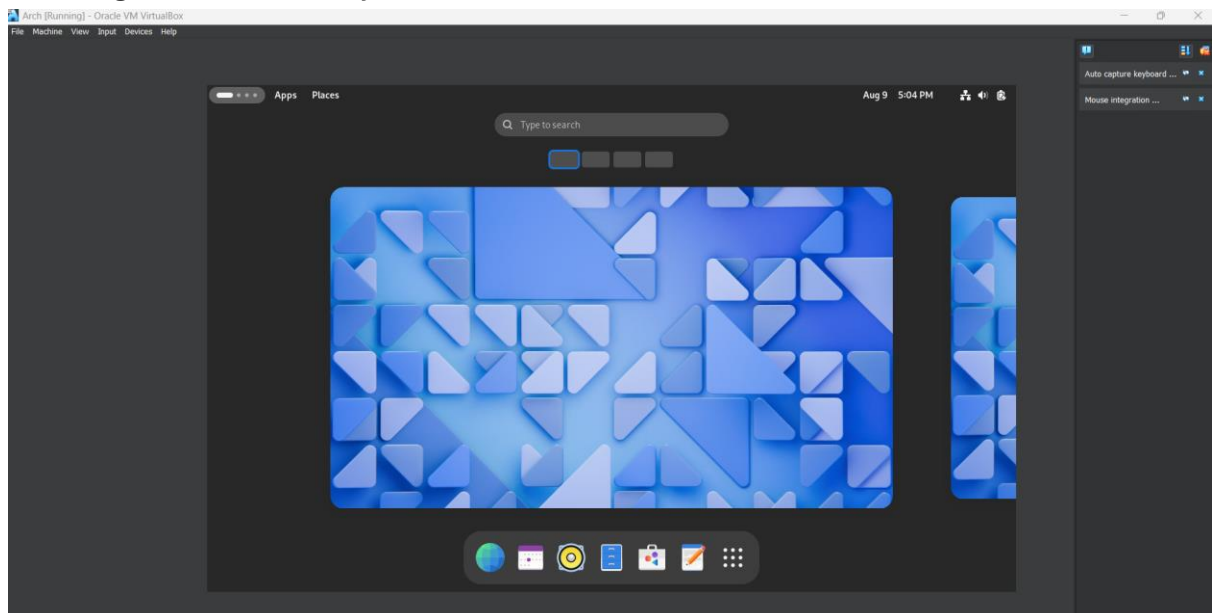 Arch [Running] - Oracle VM VirtualBox
File Machine View Input Devices Help
Auto capture keyboard ...
Mouse integration ...
Apps Places Aug 9 5:04 PM
Type to search